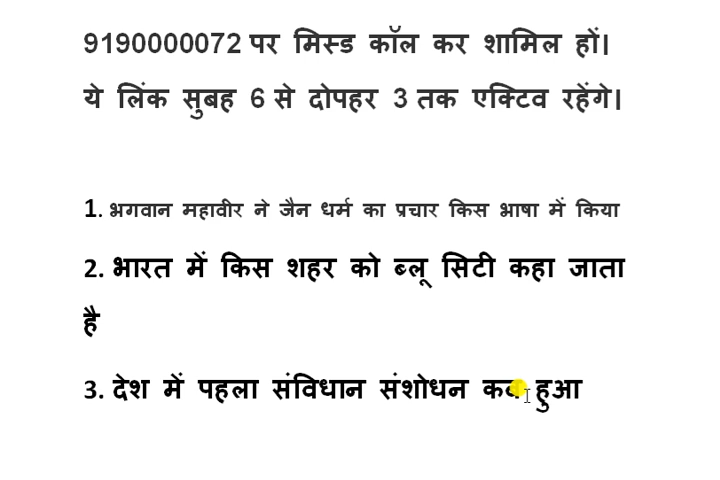 9190000072 पर मिस्ड कॉल कर शामिल हों।
ये लिंक सुबह 6 से दोपहर 3 तक एक्टिव रहेंगे।
1. भगवान महावीर ने जैन धर्म का प्रचार किस भाषा में किया
2. भारत में किस शहर को ब्लू सिटी कहा जाता
है
3. देश में पहला संविधान संशोधन कब हुआ